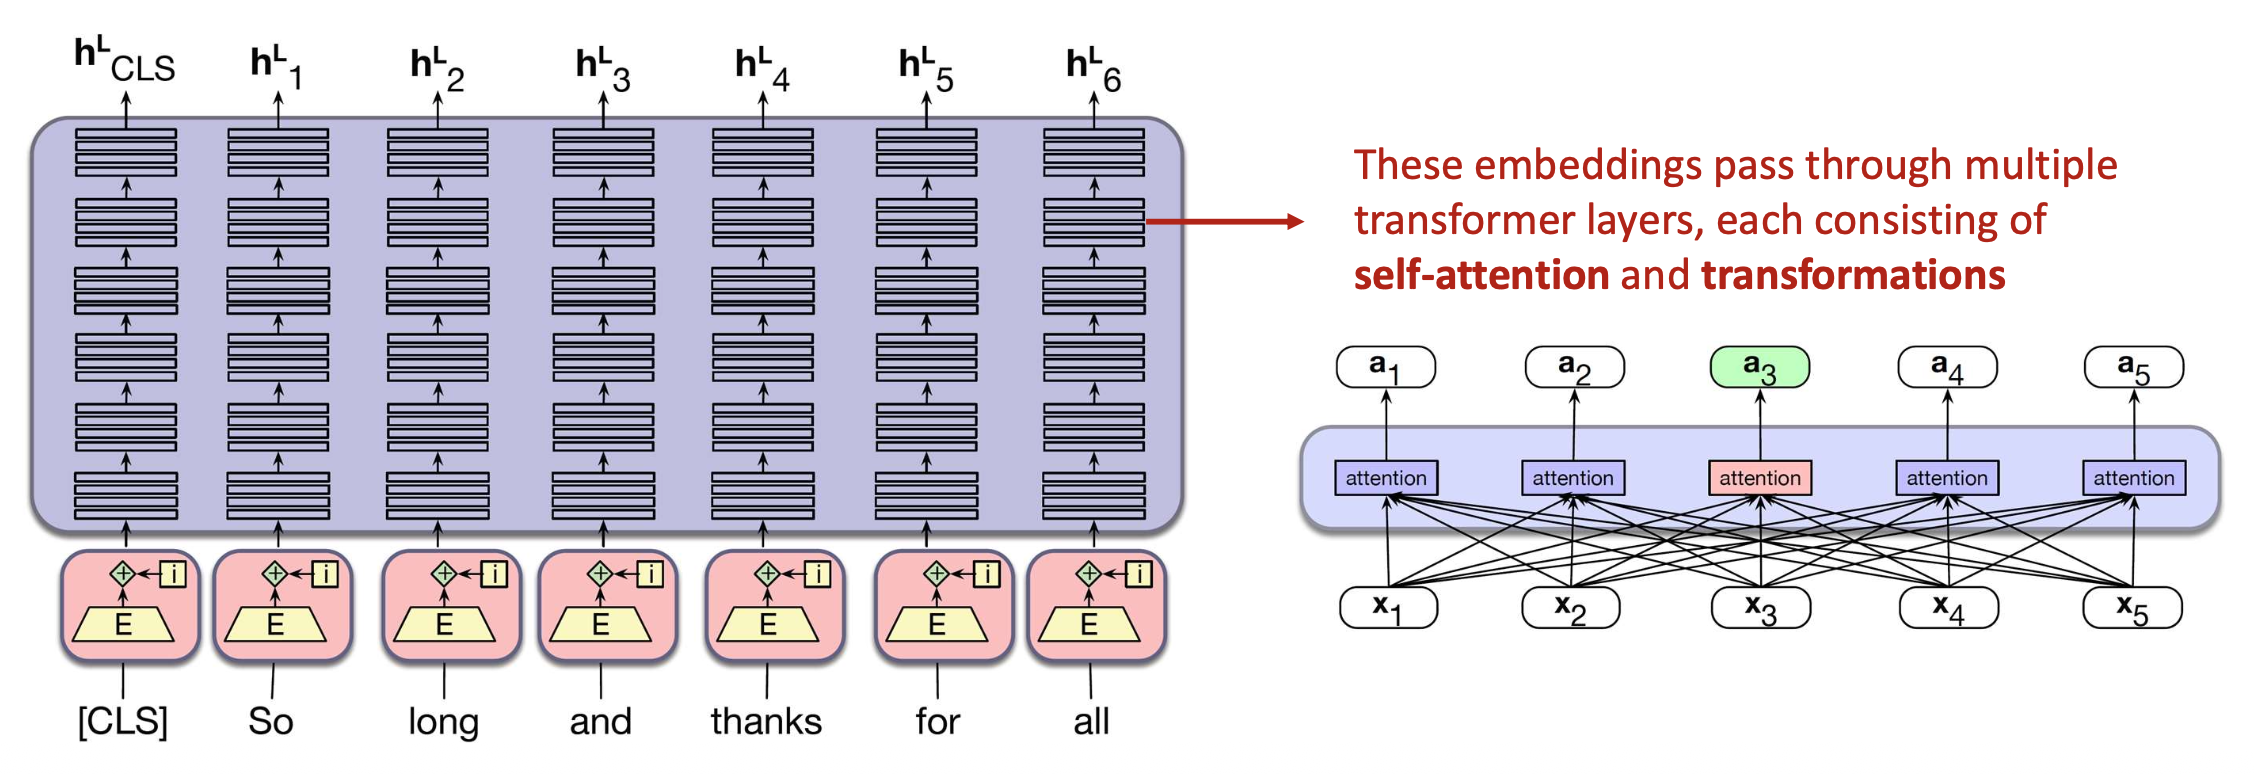 h^L_CLS h^L_1 h^L_2 h^L_3 h^L_4 h^L_5 h^L_6
These embeddings pass through multiple
transformer layers, each consisting of
self-attention and transformations
a_1 a_2 a_3 a_4 a_5
attention attention attention attention attention
x_1 x_2 x_3 x_4 x_5
+ i + i + i + i + i + i + i
E E E E E E E
[CLS] So long and thanks for all